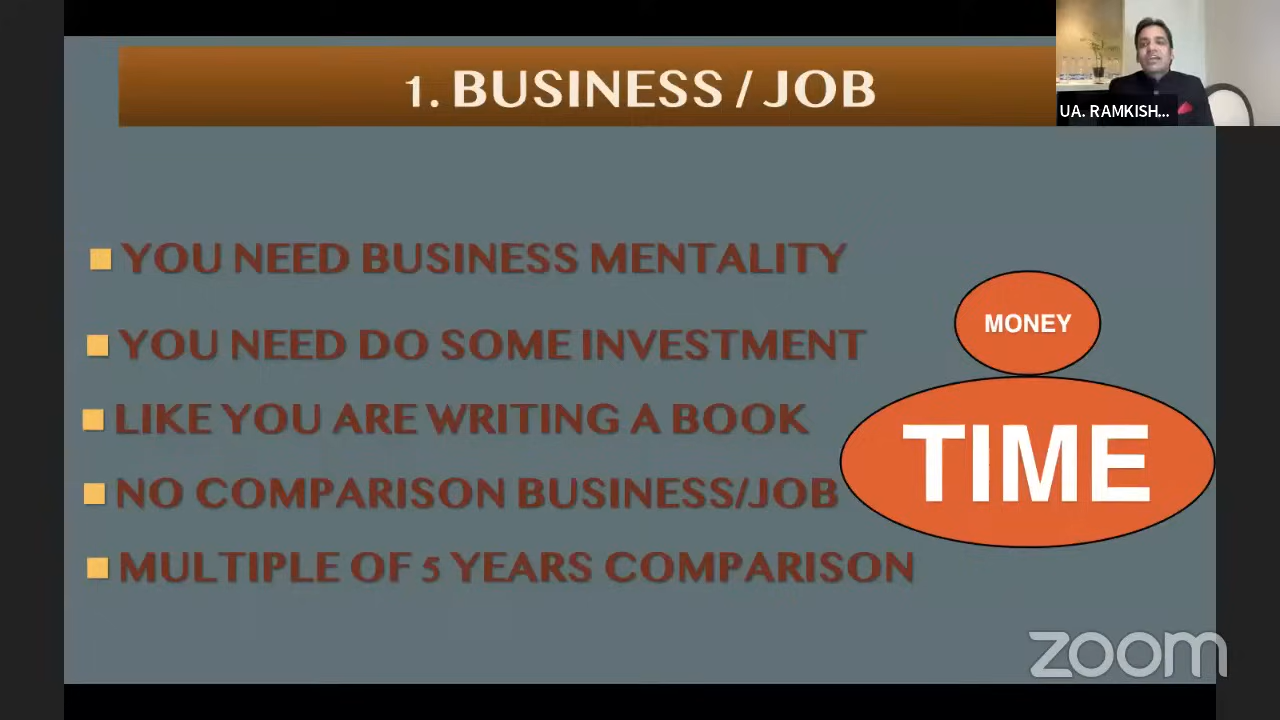 1. BUSINESS / JOB
UA. RAMKISH...
YOU NEED BUSINESS MENTALITY
YOU NEED DO SOME INVESTMENT
LIKE YOU ARE WRITING A BOOK
NO COMPARISON BUSINESS/JOB
MULTIPLE OF 5 YEARS COMPARISON
MONEY
TIME
zoom